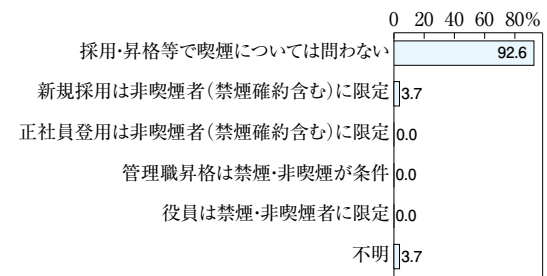 0 20 40 60 80%
採用・昇格等で喫煙については問わない 92.6
新規採用は非喫煙者(禁煙確約含む)に限定 3.7
正社員登用は非喫煙者(禁煙確約含む)に限定 0.0
管理職昇格は禁煙・非喫煙が条件 0.0
役員は禁煙・非喫煙者に限定 0.0
不明 3.7